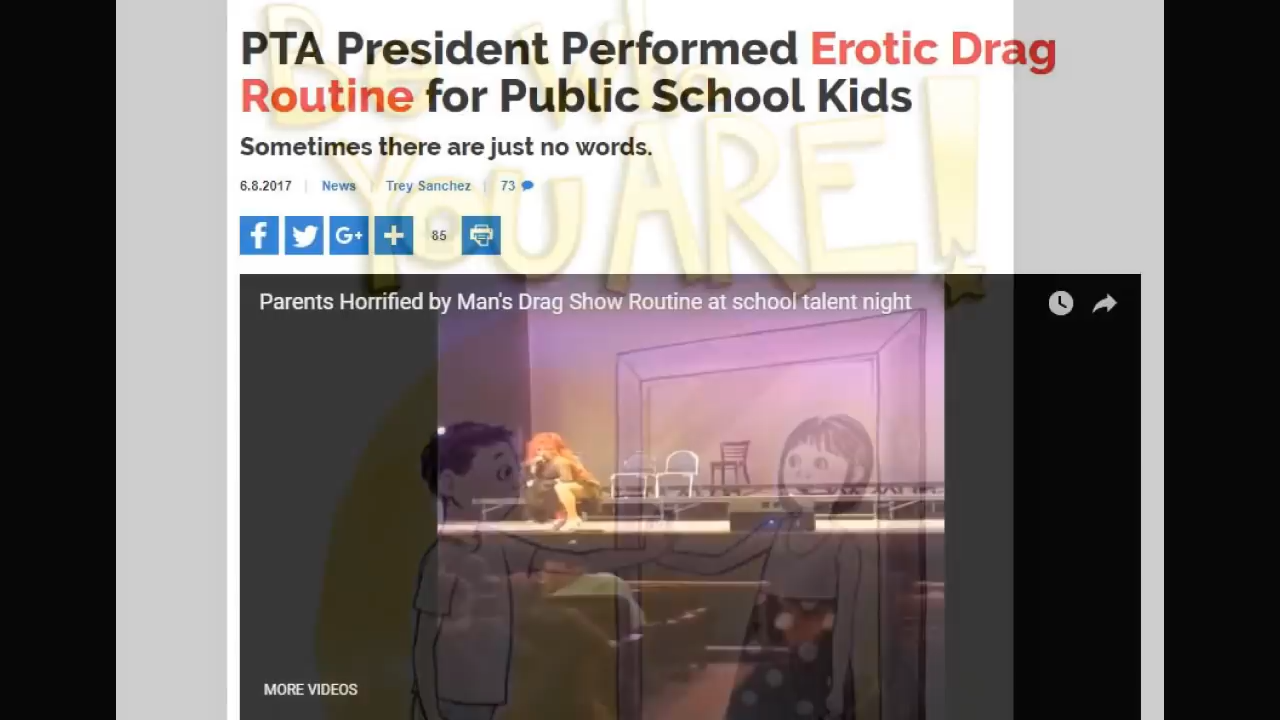 PTA President Performed Erotic Drag
Routine for Public School Kids
Sometimes there are just no words.
6.8.2017 | News | Trey Sanchez | 73
f G+ + 85
Be Who
YOU ARE!
Parents Horrified by Man's Drag Show Routine at school talent night
MORE VIDEOS